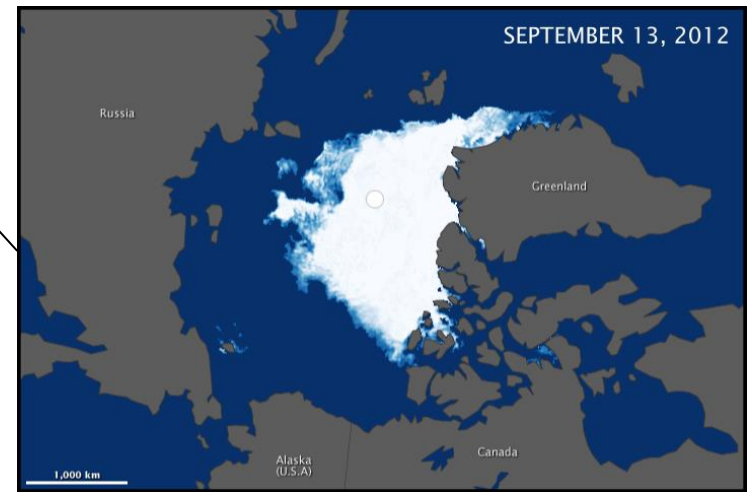 SEPTEMBER 13, 2012
Russia
Greenland
Alaska
(U.S.A)
Canada
1,000 km